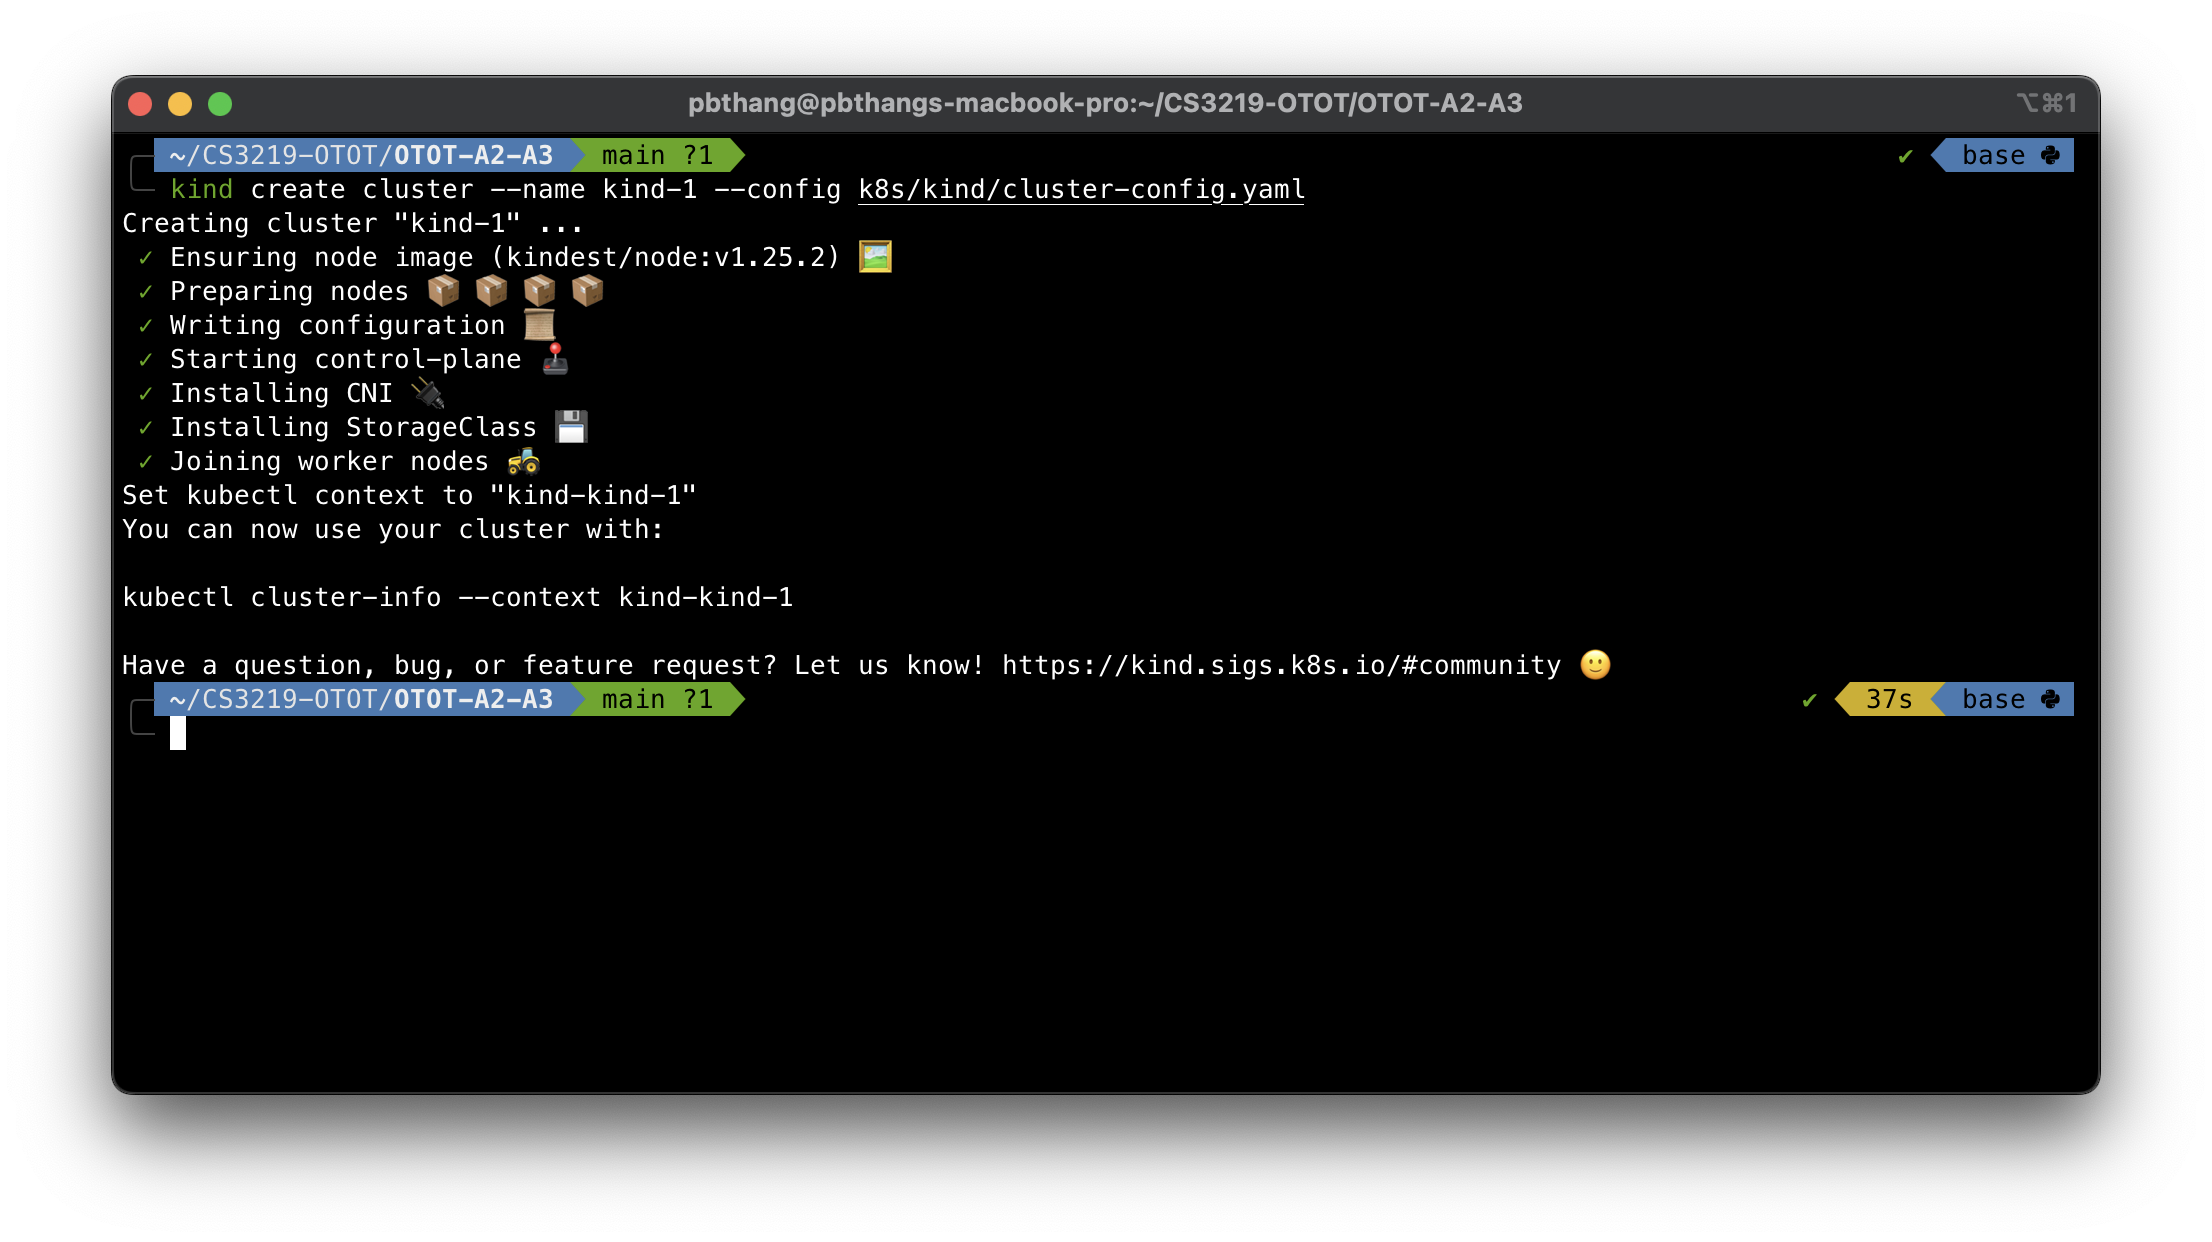 pbthang@pbthangs-macbook-pro:~/CS3219-OTOT/OTOT-A2-A3 ⌥⌘1
~/CS3219-OTOT/OTOT-A2-A3 main ?1 ✔ base
kind create cluster --name kind-1 --config k8s/kind/cluster-config.yaml
Creating cluster "kind-1" ...
✓ Ensuring node image (kindest/node:v1.25.2) 🖼
✓ Preparing nodes 📦 📦 📦 📦
✓ Writing configuration 📜
✓ Starting control-plane 🕹
✓ Installing CNI 🔌
✓ Installing StorageClass 💾
✓ Joining worker nodes 🚜
Set kubectl context to "kind-kind-1"
You can now use your cluster with:
kubectl cluster-info --context kind-kind-1
Have a question, bug, or feature request? Let us know! https://kind.sigs.k8s.io/#community 🙂
~/CS3219-OTOT/OTOT-A2-A3 main ?1 ✔ 37s base